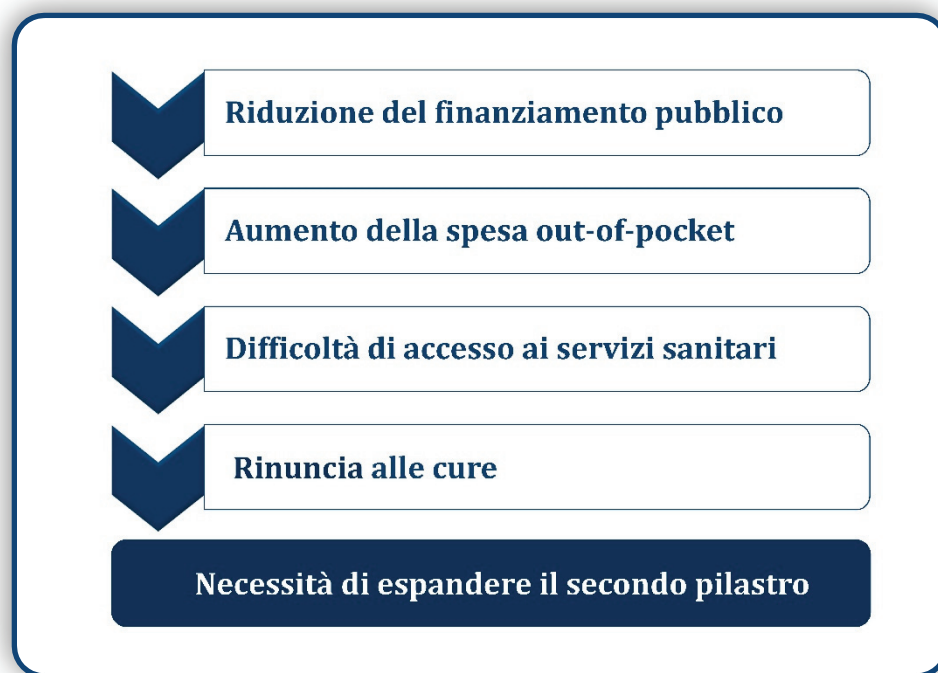 Riduzione del finanziamento pubblico
Aumento della spesa out-of-pocket
Difficoltà di accesso ai servizi sanitari
Rinuncia alle cure
Necessità di espandere il secondo pilastro